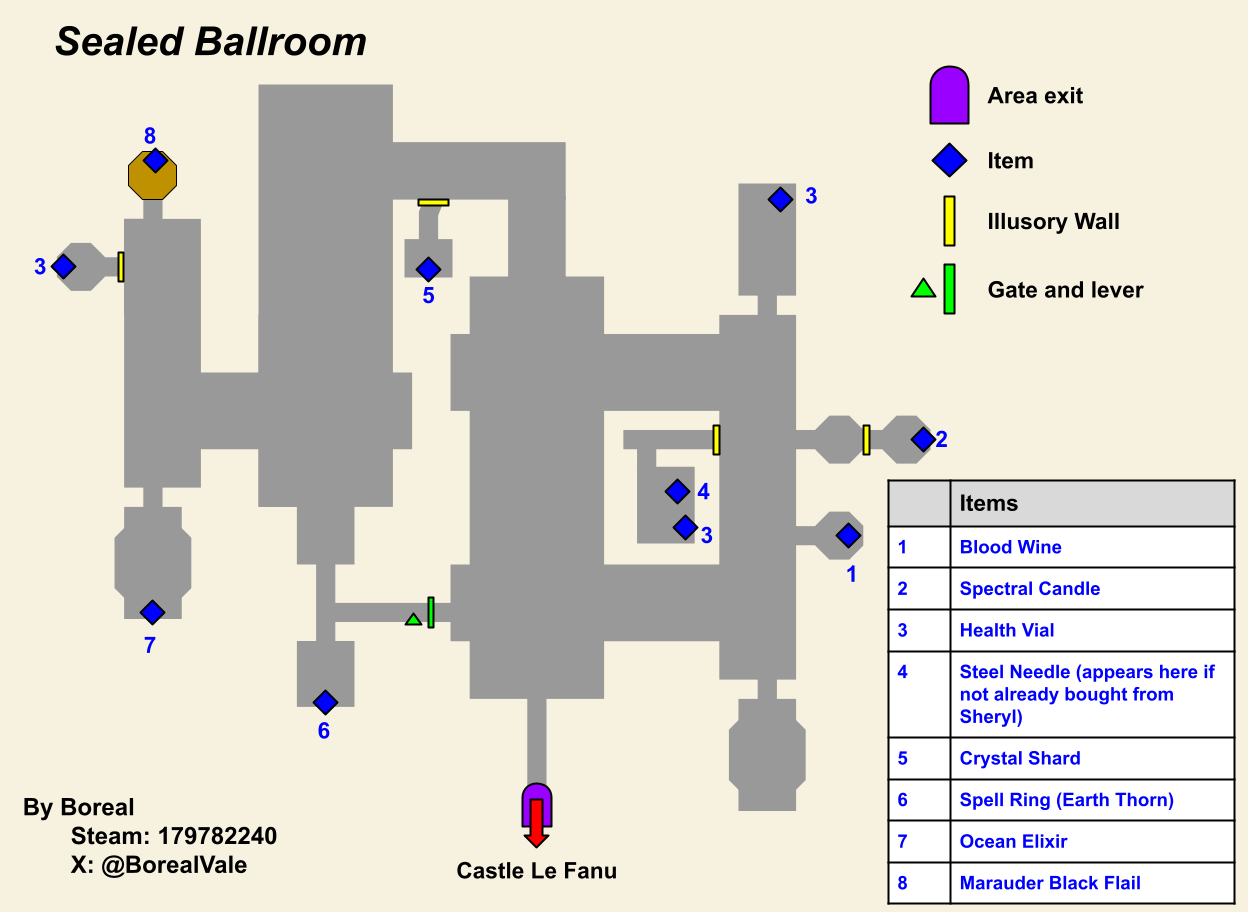 Sealed Ballroom
Area exit
Item
Illusory Wall
Gate and lever
8
3
5
3
2
4
3
1
7
6
Items
1 Blood Wine
2 Spectral Candle
3 Health Vial
4 Steel Needle (appears here if
not already bought from
Sheryl)
5 Crystal Shard
6 Spell Ring (Earth Thorn)
7 Ocean Elixir
8 Marauder Black Flail
By Boreal
Steam: 179782240
X: @BorealVale
Castle Le Fanu